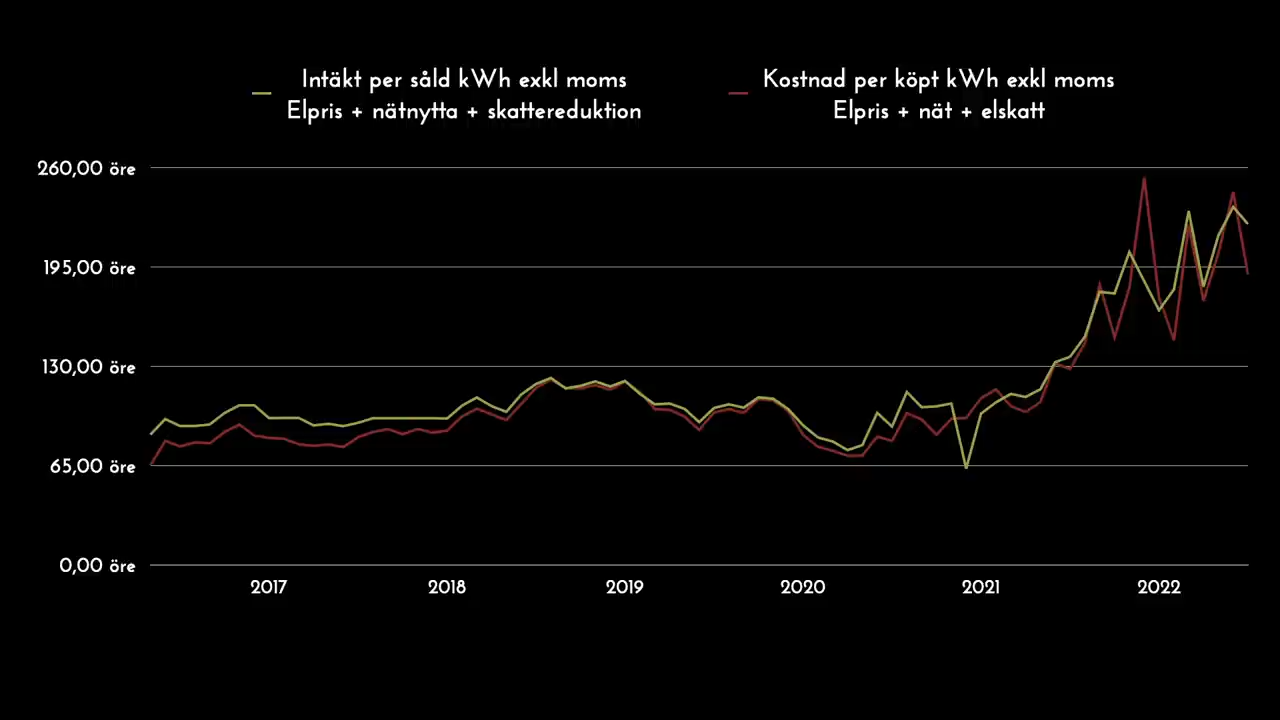 Intäkt per såld kWh exkl moms
Elpris + nätnytta + skattereduktion
Kostnad per köpt kWh exkl moms
Elpris + nät + elskatt
260,00 öre
195,00 öre
130,00 öre
65,00 öre
0,00 öre
2017 2018 2019 2020 2021 2022